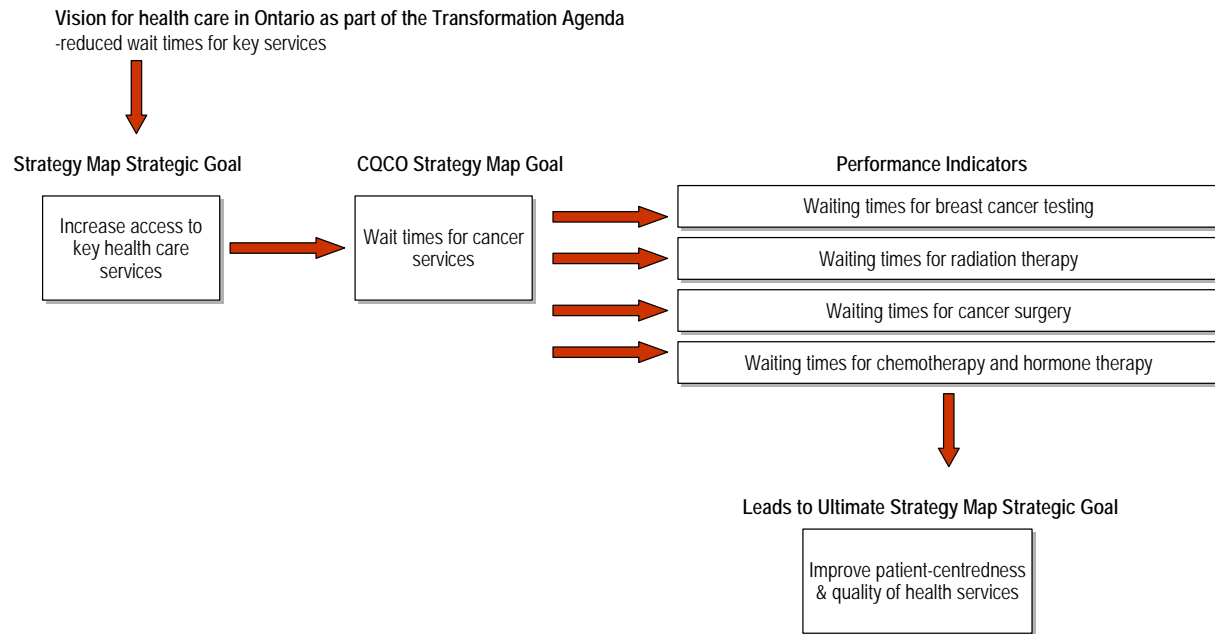 Vision for health care in Ontario as part of the Transformation Agenda
-reduced wait times for key services
Strategy Map Strategic Goal
Increase access to
key health care
services
CQCO Strategy Map Goal
Wait times for cancer
services
Performance Indicators
Waiting times for breast cancer testing
Waiting times for radiation therapy
Waiting times for cancer surgery
Waiting times for chemotherapy and hormone therapy
Leads to Ultimate Strategy Map Strategic Goal
Improve patient-centredness
& quality of health services